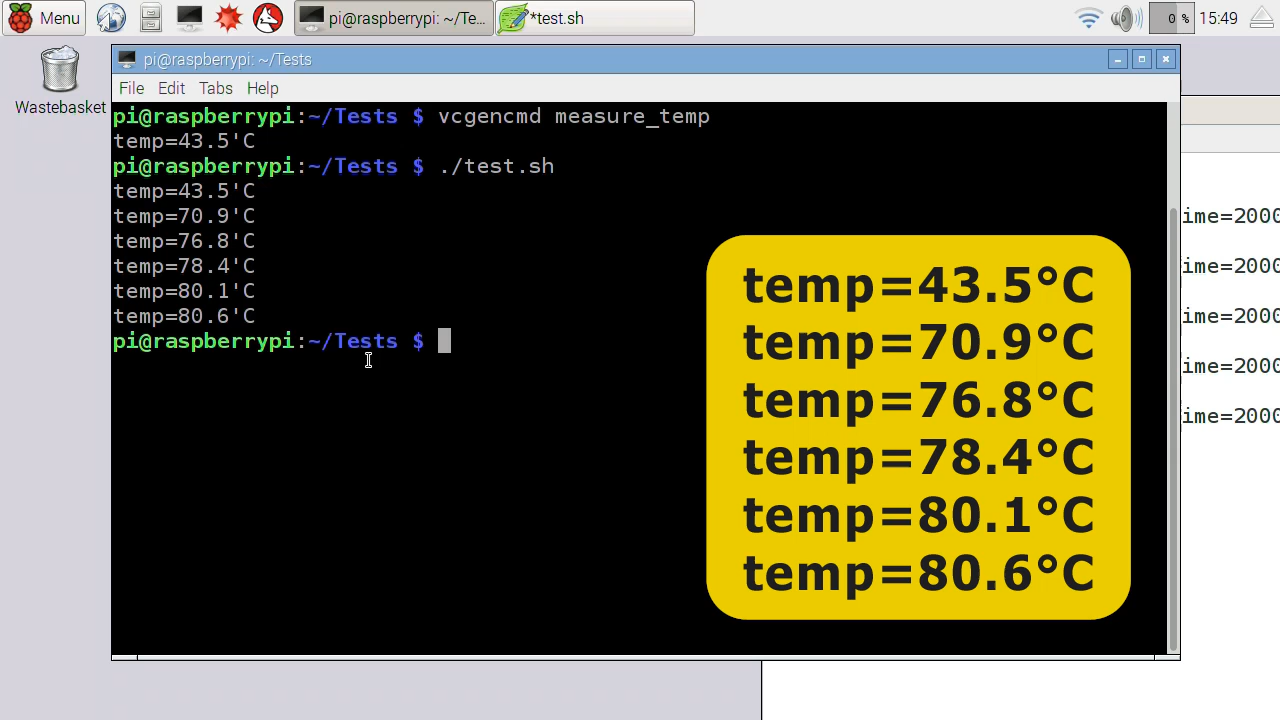 Menu
pi@raspberrypi: ~/Te...
*test.sh
0 %
15:49
Wastebasket
pi@raspberrypi: ~/Tests
File Edit Tabs Help
pi@raspberrypi:~/Tests $ vcgencmd measure_temp
temp=43.5'C
pi@raspberrypi:~/Tests $ ./test.sh
temp=43.5'C
temp=70.9'C
temp=76.8'C
temp=78.4'C
temp=80.1'C
temp=80.6'C
pi@raspberrypi:~/Tests $
temp=43.5°C
temp=70.9°C
temp=76.8°C
temp=78.4°C
temp=80.1°C
temp=80.6°C
ime=2000
ime=2000
ime=2000
ime=2000
ime=2000